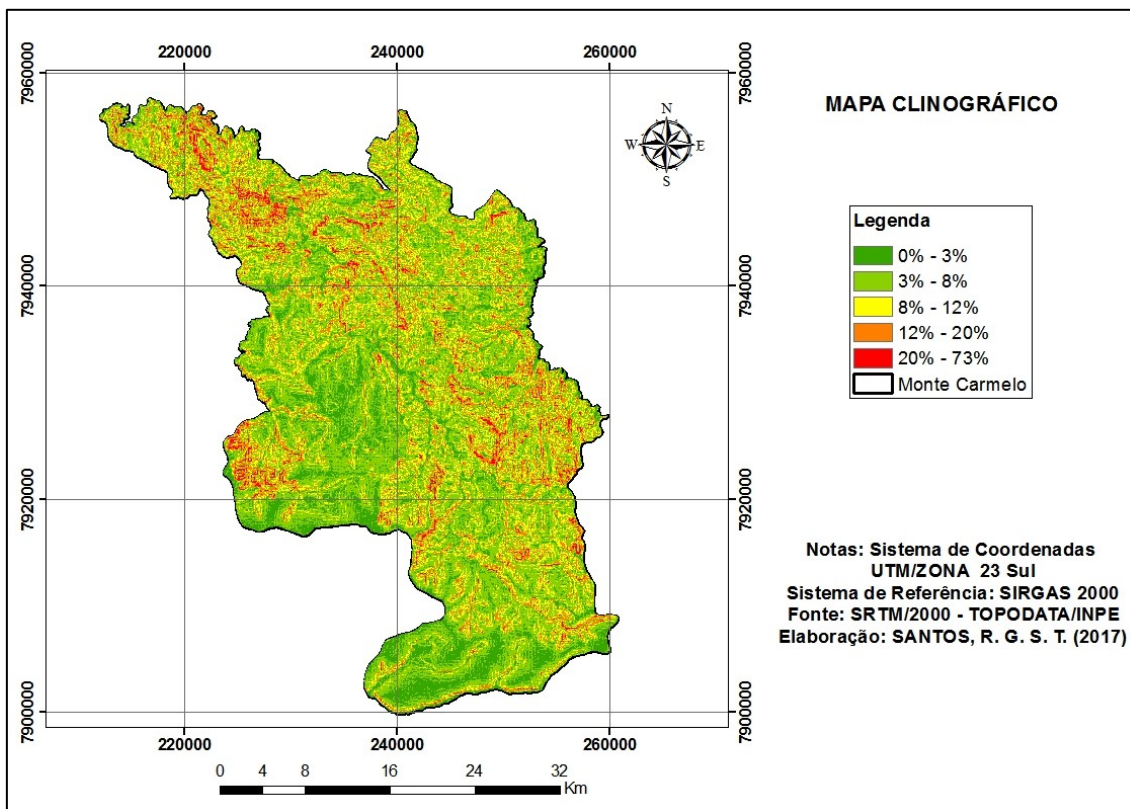 220000 240000 260000
7960000 7960000
7940000 7940000
7920000 7920000
7900000 7900000
220000 240000 260000
N
W E
S
MAPA CLINOGRÁFICO
Legenda
0% - 3%
3% - 8%
8% - 12%
12% - 20%
20% - 73%
Monte Carmelo
Notas: Sistema de Coordenadas
UTM/ZONA 23 Sul
Sistema de Referência: SIRGAS 2000
Fonte: SRTM/2000 - TOPODATA/INPE
Elaboração: SANTOS, R. G. S. T. (2017)
0 4 8 16 24 32
Km